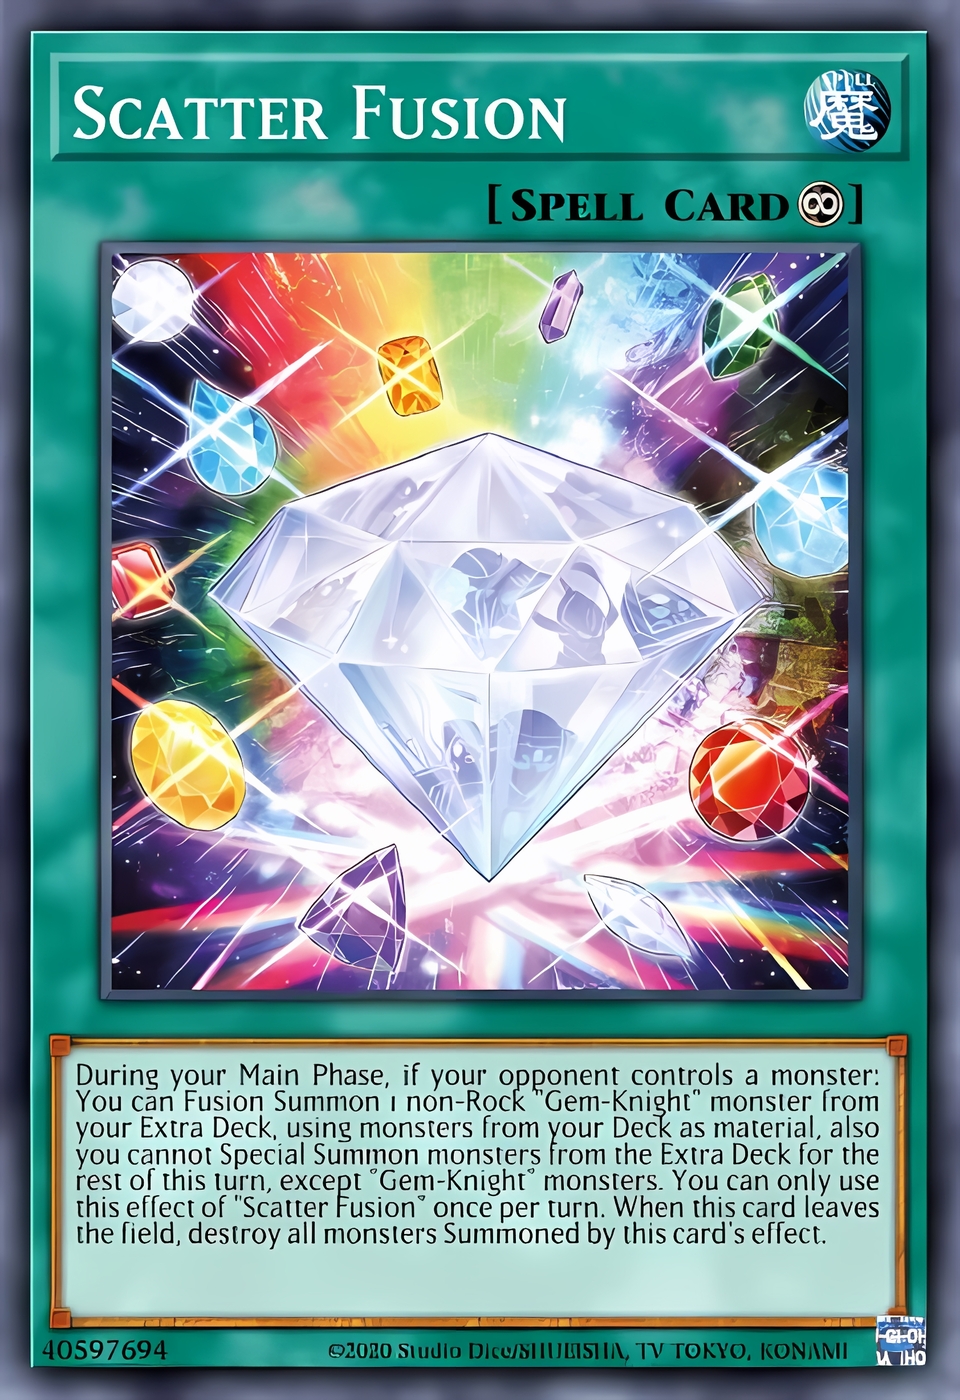 SCATTER FUSION
魔
[SPELL CARD]
During your Main Phase, if your opponent controls a monster:
You can Fusion Summon 1 non-Rock "Gem-Knight" monster from
your Extra Deck, using monsters from your Deck as material, also
you cannot Special Summon monsters from the Extra Deck for the
rest of this turn, except "Gem-Knight" monsters. You can only use
this effect of "Scatter Fusion" once per turn. When this card leaves
the field, destroy all monsters Summoned by this card's effect.
40597694
©2020 Studio Dice/SHUEISHA, TV TOKYO, KONAMI